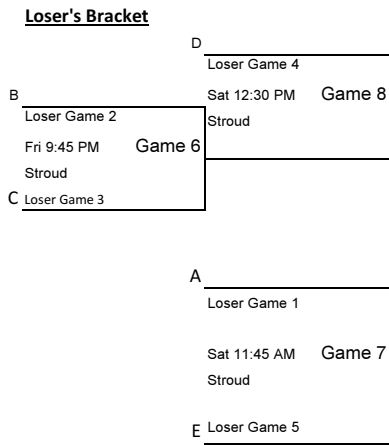 Loser's Bracket
D
Loser Game 4
Sat 12:30 PM Game 8
Stroud
B
Loser Game 2
Fri 9:45 PM Game 6
Stroud
C Loser Game 3
A
Loser Game 1
Sat 11:45 AM Game 7
Stroud
E Loser Game 5